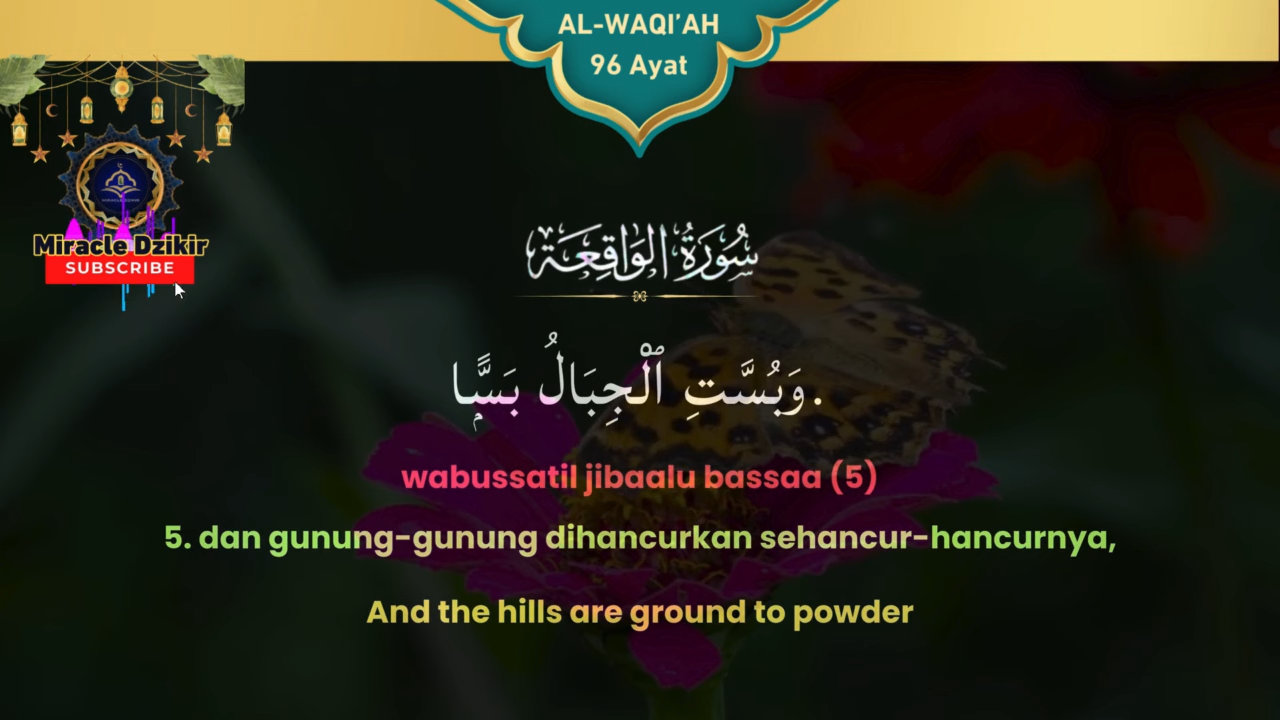 AL-WAQI'AH
96 Ayat
Miracle Dzikir
SUBSCRIBE
سُورَةُ الوَاقِعَة
وَبُسَّتِ ٱلْجِبَالُ بَسًّۭا.
wabussatil jibaalu bassaa (5)
5. dan gunung-gunung dihancurkan sehancur-hancurnya,
And the hills are ground to powder